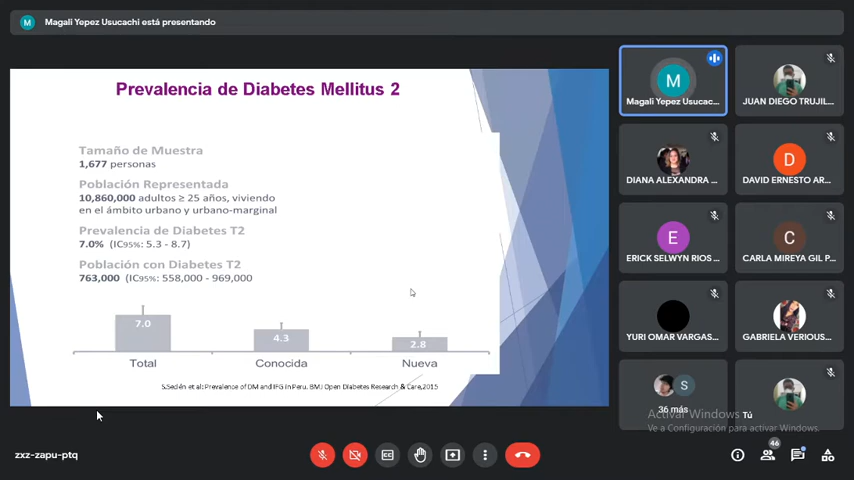 M Magali Yepez Usucachi está presentando
Prevalencia de Diabetes Mellitus 2
Tamaño de Muestra
1,677 personas
Población Representada
10,860,000 adultos ≥ 25 años, viviendo
en el ámbito urbano y urbano-marginal
Prevalencia de Diabetes T2
7.0% (IC95%: 5.3 - 8.7)
Población con Diabetes T2
763,000 (IC95%: 558,000 - 969,000
7.0
4.3
2.8
Total
Conocida
Nueva
S.Seclén et al: Prevalence of DM and IFG in Peru. BMJ Open Diabetes Research & Care,2015
M
Magali Yepez Usucac...
JUAN DIEGO TRUJIL...
DIANA ALEXANDRA ...
D
DAVID ERNESTO AR...
E
ERICK SELWYN RIOS ...
C
CARLA MIREYA GIL P...
YURI OMAR VARGAS...
GABRIELA VERIOUS...
S
36 más
Tú
Activar Windows
Ve a Configuración para activar Windows.
zxz-zapu-ptq
CC
46